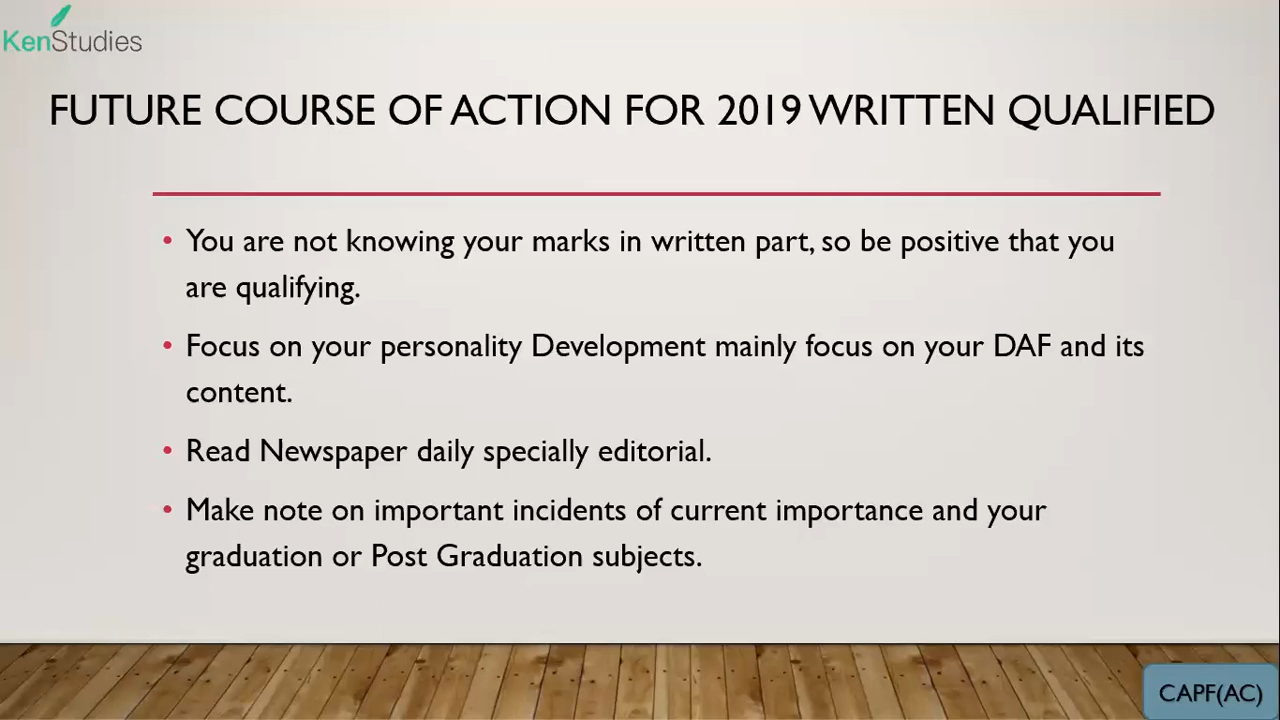 KenStudies
FUTURE COURSE OF ACTION FOR 2019 WRITTEN QUALIFIED
• You are not knowing your marks in written part, so be positive that you
are qualifying.
• Focus on your personality Development mainly focus on your DAF and its
content.
• Read Newspaper daily specially editorial.
• Make note on important incidents of current importance and your
graduation or Post Graduation subjects.
CAPF(AC)